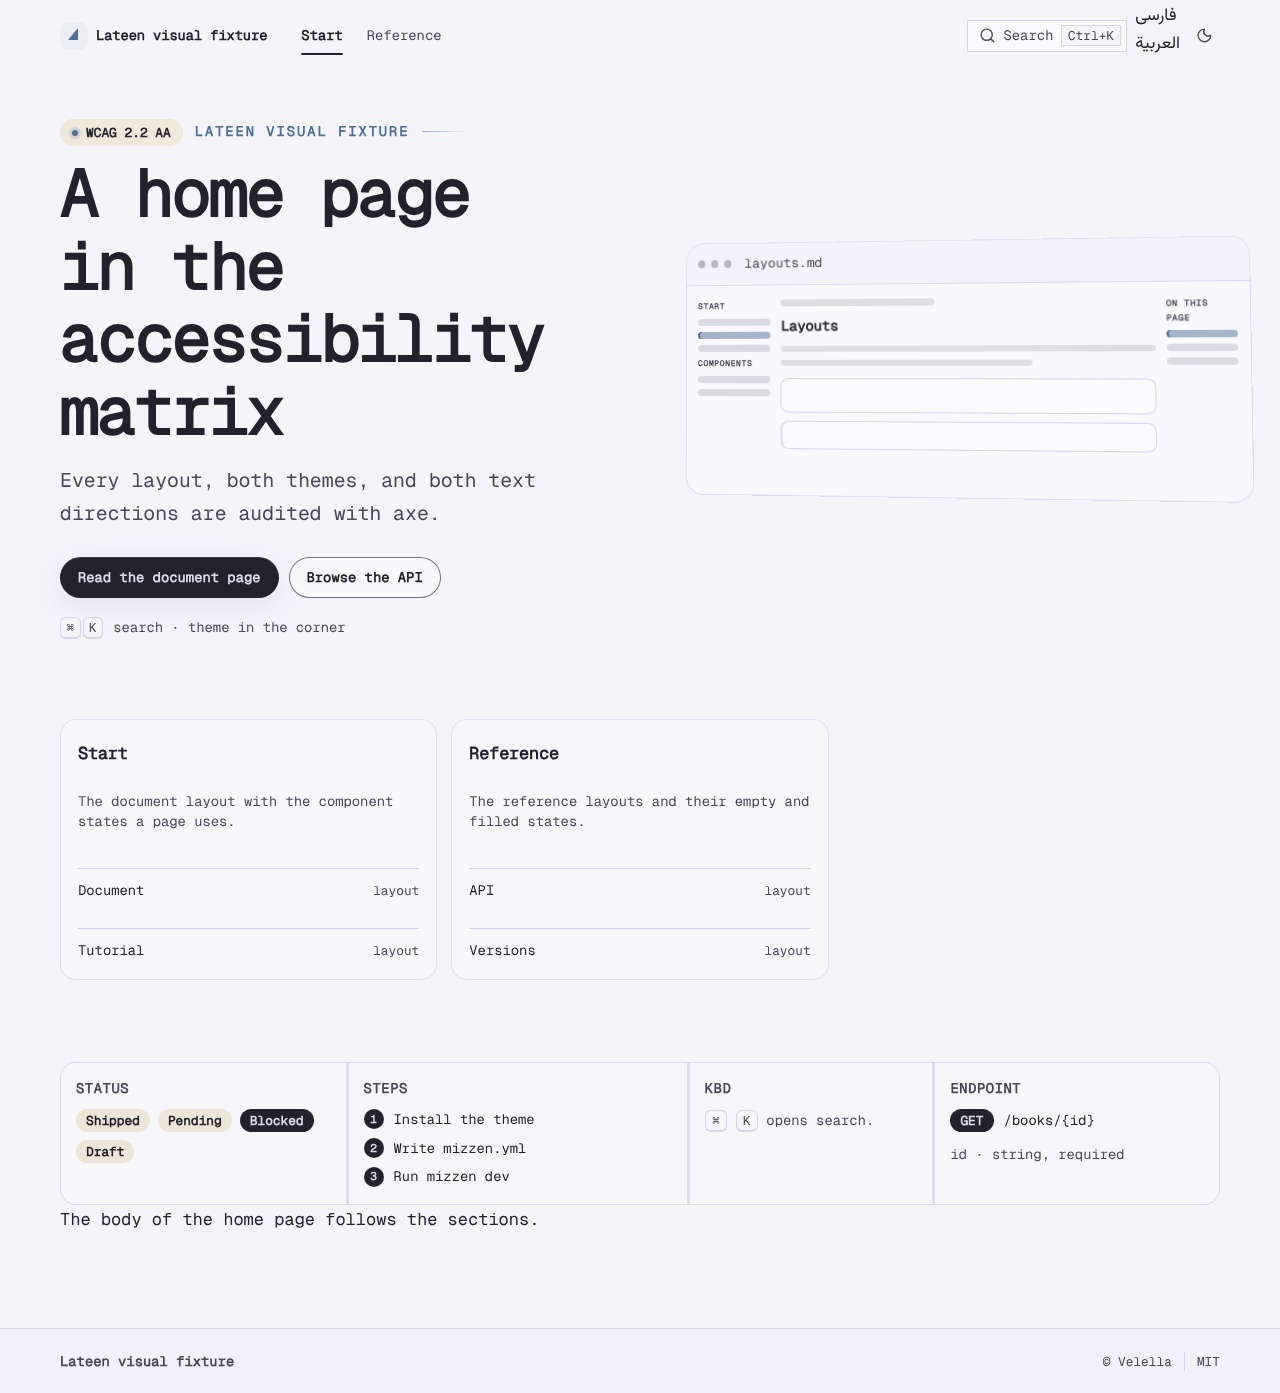 Lateen visual fixture
Start
Reference
Search Ctrl+K
فارسی
العربية
WCAG 2.2 AA
LATEEN VISUAL FIXTURE
A home page
in the
accessibility
matrix
Every layout, both themes, and both text
directions are audited with axe.
Read the document page
Browse the API
⌘ K search · theme in the corner
layouts.md
START
COMPONENTS
Layouts
ON THIS
PAGE
Start
The document layout with the component
states a page uses.
Document layout
Tutorial layout
Reference
The reference layouts and their empty and
filled states.
API layout
Versions layout
STATUS
Shipped Pending Blocked
Draft
STEPS
1 Install the theme
2 Write mizzen.yml
3 Run mizzen dev
KBD
⌘ K opens search.
ENDPOINT
GET /books/{id}
id · string, required
The body of the home page follows the sections.
Lateen visual fixture
© Velella
MIT